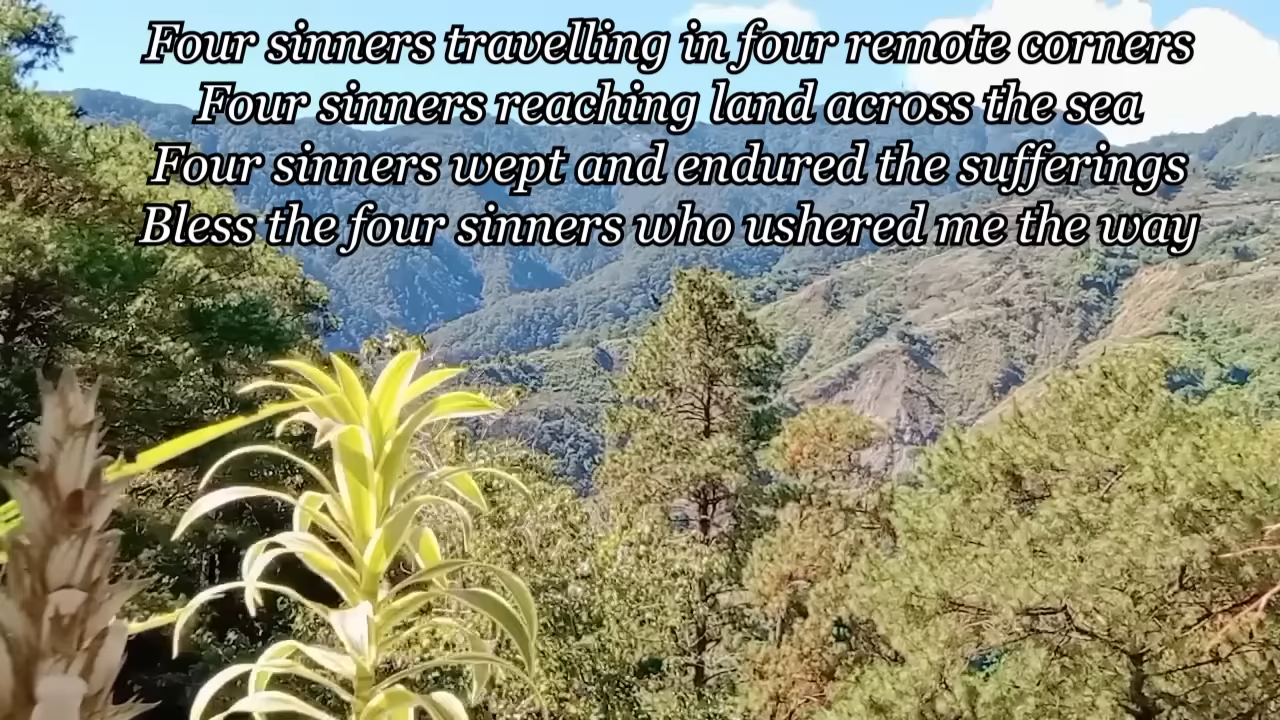 Four sinners travelling in four remote corners
Four sinners reaching land across the sea
Four sinners wept and endured the sufferings
Bless the four sinners who ushered me the way